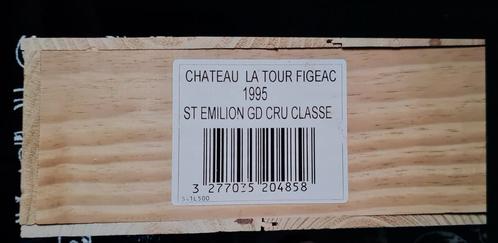 CHATEAU LA TOUR FIGEAC
1995
ST EMILION GD CRU CLASSE
3 277035 204858